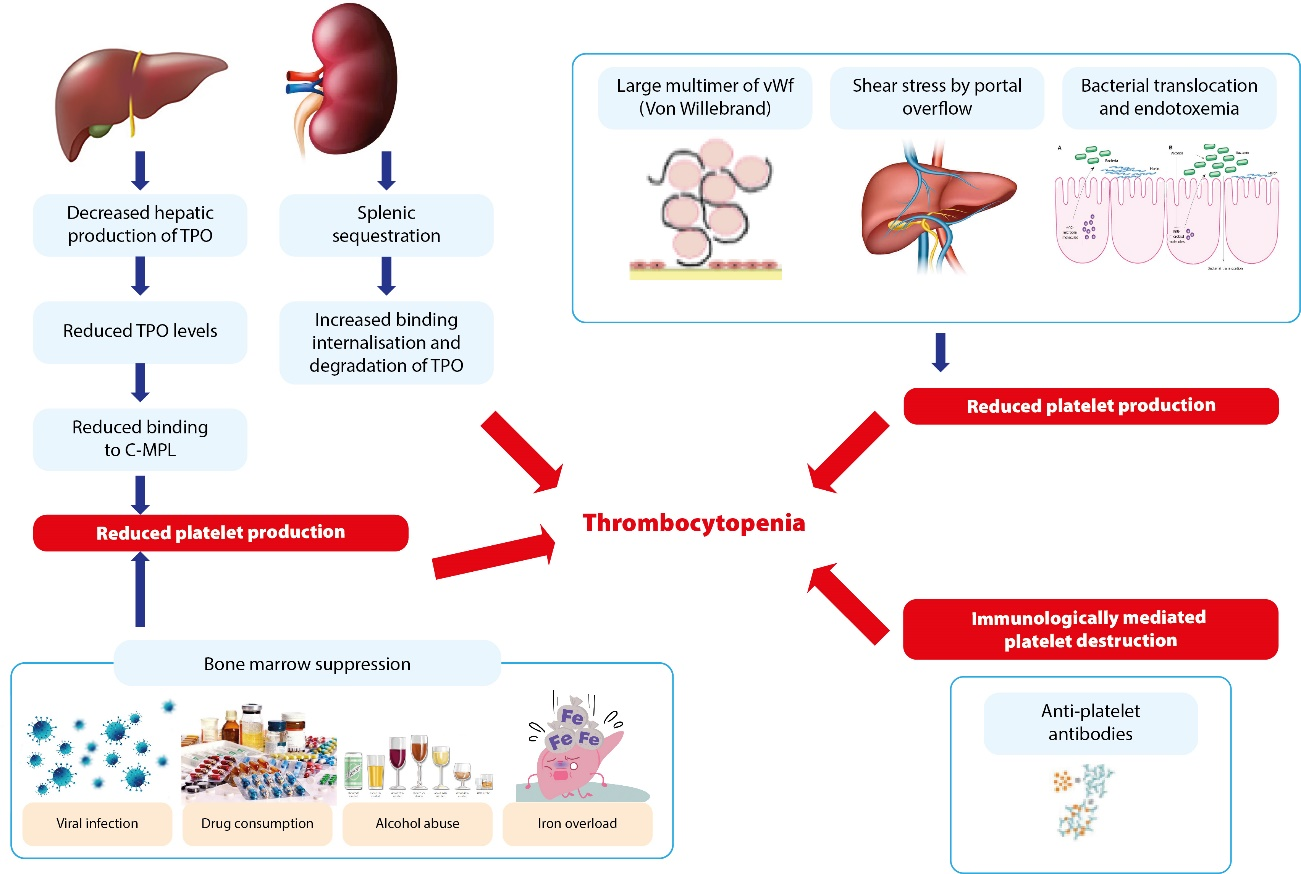 Decreased hepatic
production of TPO
Reduced TPO levels
Reduced binding
to C-MPL
Reduced platelet production
Splenic
sequestration
Increased binding
internalisation and
degradation of TPO
Large multimer of vWf
(Von Willebrand)
Shear stress by portal
overflow
Bacterial translocation
and endotoxemia
A
B
Bacteria
Reduced platelet production
Thrombocytopenia
Immunologically mediated
platelet destruction
Anti-platelet
antibodies
Bone marrow suppression
Fe
Fe
Fe
Viral infection
Drug consumption
Alcohol abuse
Iron overload